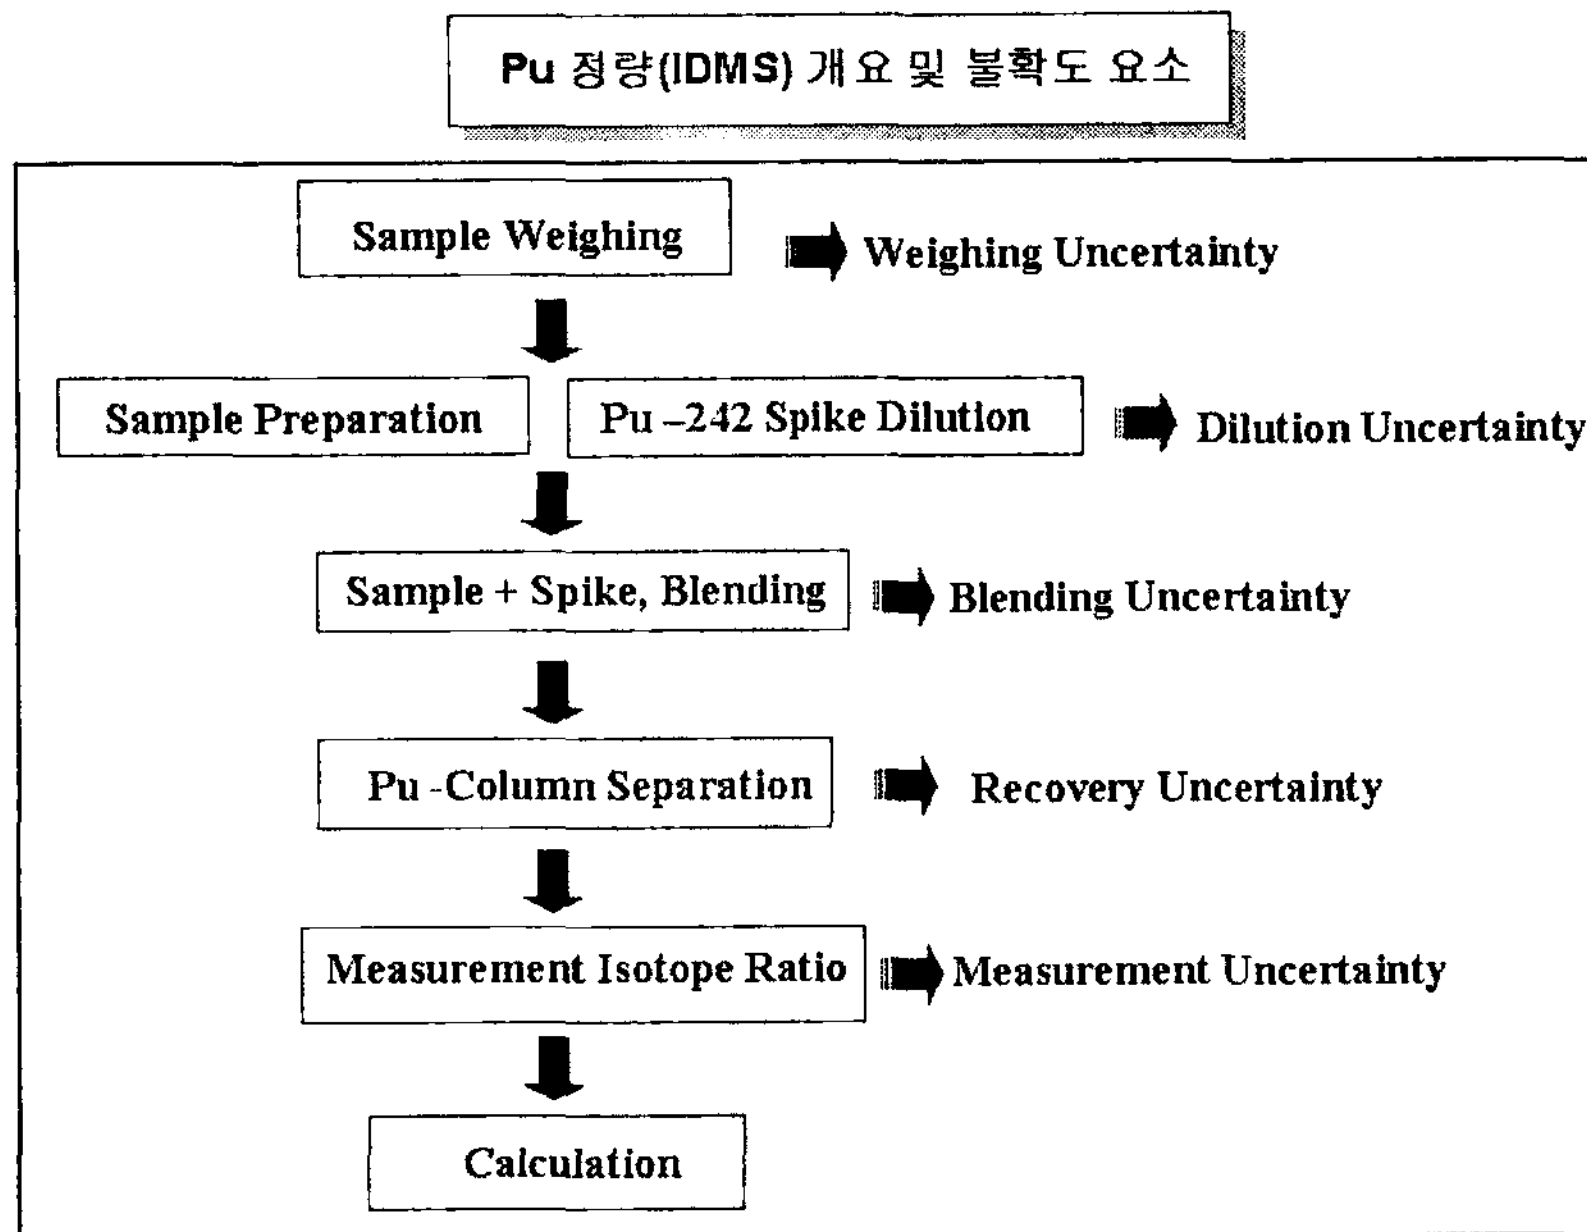 Pu 정량(IDMS) 개요 및 불확도 요소
Sample Weighing
Weighing Uncertainty
Sample Preparation
Pu –242 Spike Dilution
Dilution Uncertainty
Sample + Spike, Blending
Blending Uncertainty
Pu -Column Separation
Recovery Uncertainty
Measurement Isotope Ratio
Measurement Uncertainty
Calculation